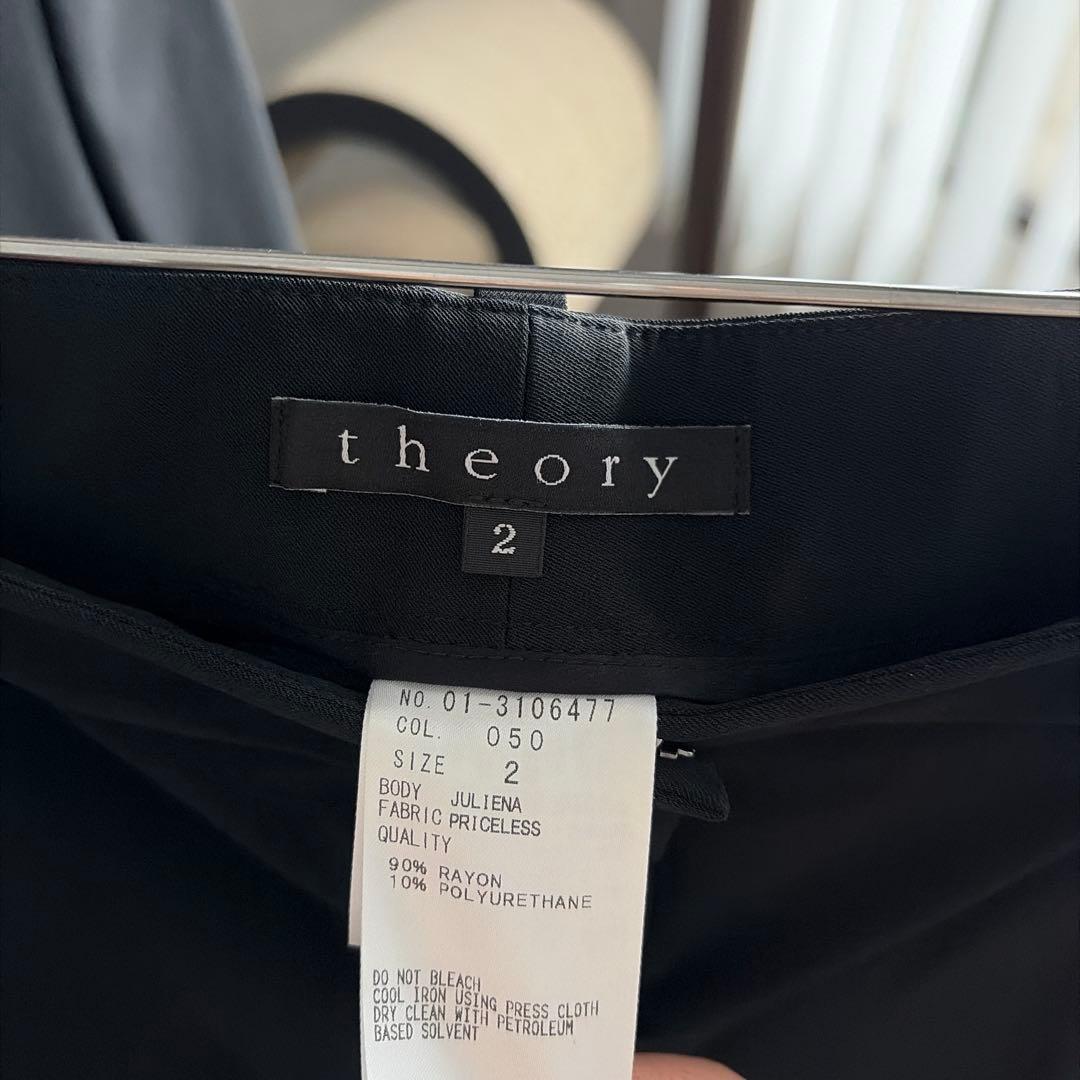 theory
2
NO. 01-3106477
COL. 050
SIZE 2
BODY JULIENA
FABRIC PRICELESS
QUALITY
90% RAYON
10% POLYURETHANE
DO NOT BLEACH
COOL IRON USING PRESS CLOTH
DRY CLEAN WITH PETROLEUM
BASED SOLVENT